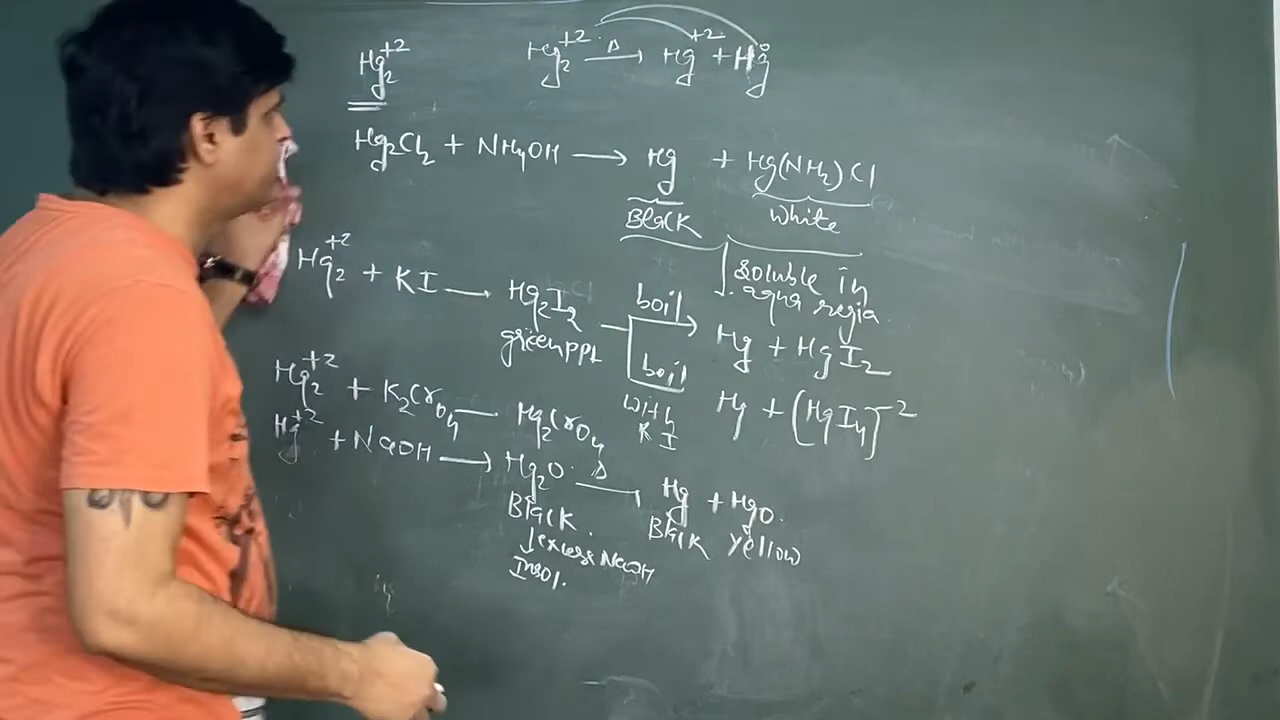 Hg₂⁺² Hg₂⁺² —Δ→ Hg⁺² + Hg⁰
Hg₂Cl₂ + NH₄OH → Hg + Hg(NH₂)Cl
Black white
soluble in
aqua regia
Hg₂⁺² + KI → Hg₂I₂ boil → Hg + HgI₂
green ppt
boil with KI Hg + [HgI₄]⁻²
Hg₂⁺² + K₂CrO₄ — Hg₂CrO₄
Hg⁺² + NaOH → Hg₂O —Δ→ Hg + HgO.
Black Black yellow
↓ excess NaOH
Insol.